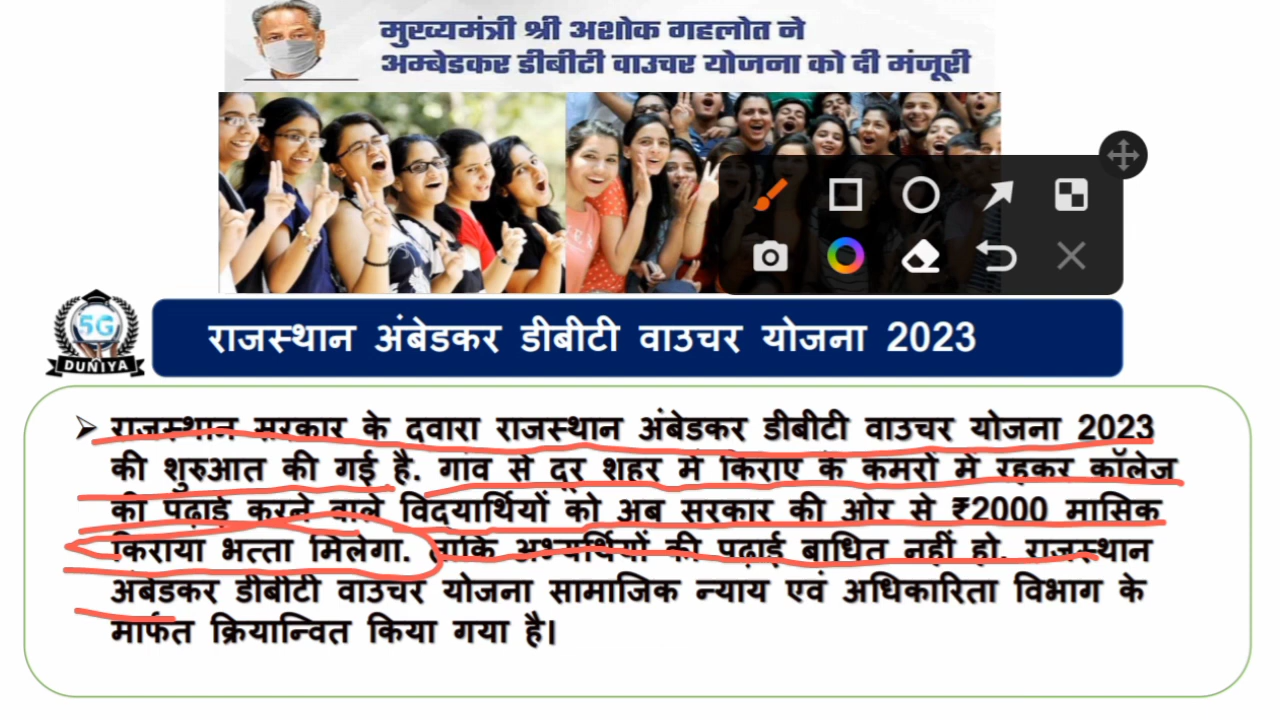 मुख्यमंत्री श्री अशोक गहलोत ने
अम्बेडकर डीबीटी वाउचर योजना को दी मंजूरी
5G
DUNIYA
राजस्थान अंबेडकर डीबीटी वाउचर योजना 2023
➢ राजस्थान सरकार के दवारा राजस्थान अंबेडकर डीबीटी वाउचर योजना 2023
की शुरुआत की गई है. गांव से दूर शहर में किराए के कमरों में रहकर कॉलेज
की पढ़ाई करने वाले विदयार्थियों को अब सरकार की ओर से ₹2000 मासिक
किराया भत्ता मिलेगा. ताकि अभ्यर्थियों की पढ़ाई बाधित नहीं हो. राजस्थान
अंबेडकर डीबीटी वाउचर योजना सामाजिक न्याय एवं अधिकारिता विभाग के
मार्फत क्रियान्वित किया गया है।